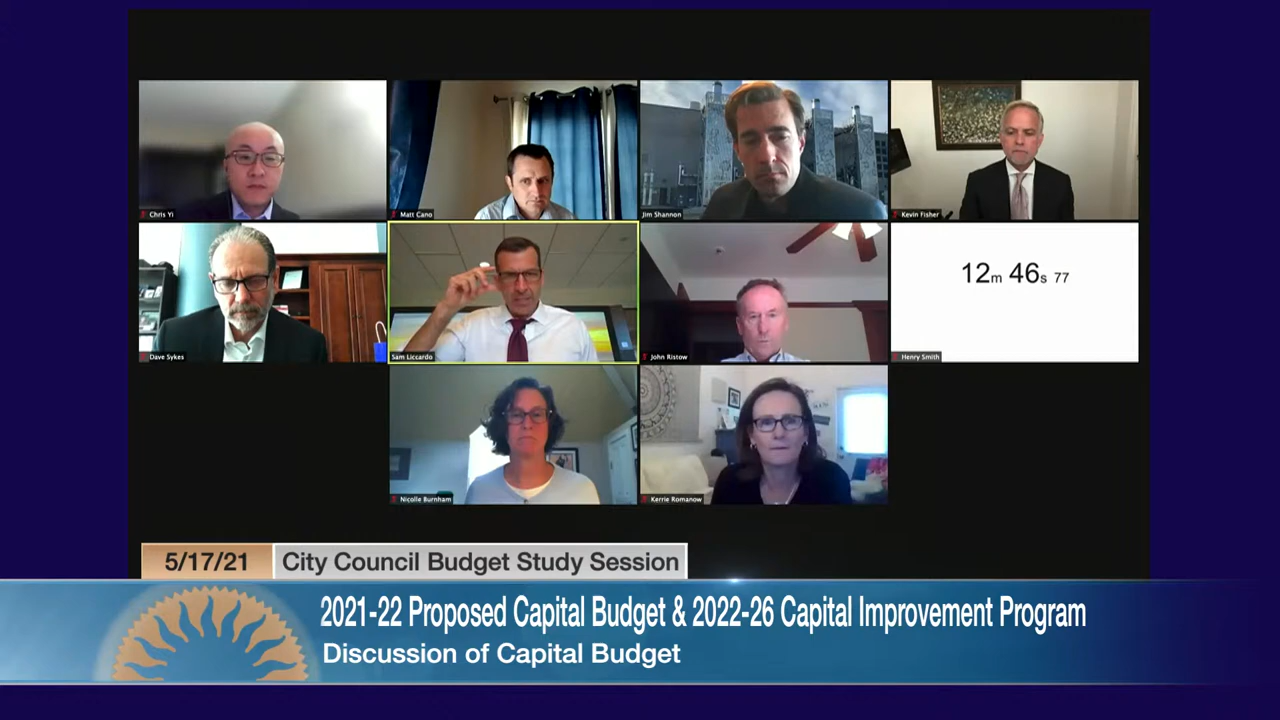 Chris Yi
Matt Cano
Jim Shannon
Kevin Fisher
12m 46s 77
Dave Sykes
Sam Liccardo
John Ristow
Henry Smith
Nicolle Burnham
Kerrie Romanow
5/17/21
City Council Budget Study Session
2021-22 Proposed Capital Budget & 2022-26 Capital Improvement Program
Discussion of Capital Budget